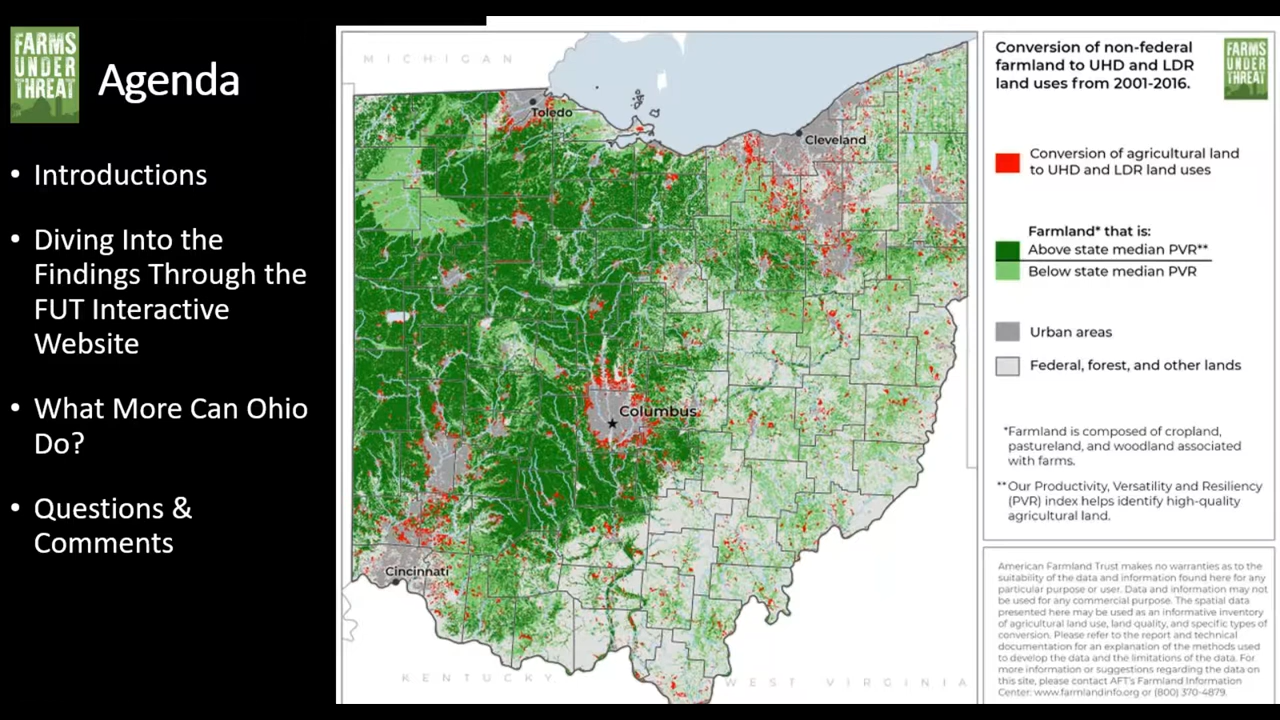 FARMS
UNDER
THREAT
Agenda
• Introductions
• Diving Into the
Findings Through the
FUT Interactive
Website
• What More Can Ohio
Do?
• Questions &
Comments
MICHIGAN
Toledo
Cleveland
Columbus
Cincinnati
KENTUCKY
WEST VIRGINIA
Conversion of non-federal
farmland to UHD and LDR
land uses from 2001-2016.
FARMS
UNDER
THREAT
Conversion of agricultural land
to UHD and LDR land uses
Farmland* that is:
Above state median PVR**
Below state median PVR
Urban areas
Federal, forest, and other lands
*Farmland is composed of cropland,
pastureland, and woodland associated
with farms.
**Our Productivity, Versatility and Resiliency
(PVR) index helps identify high-quality
agricultural land.
American Farmland Trust makes no warranties as to the
suitability of the data and information found here for any
particular purpose or user. Data and information may not
be used for any commercial purpose. The spatial data
presented here may be used as an informative inventory
of agricultural land use, land quality, and specific types of
conversion. Please refer to the report and technical
documentation for an explanation of the methods used
to develop the data and the limitations of the data. For
more information or suggestions regarding the data on
this site, please contact AFT's Farmland Information
Center: www.farmlandinfo.org or (800) 370-4879.